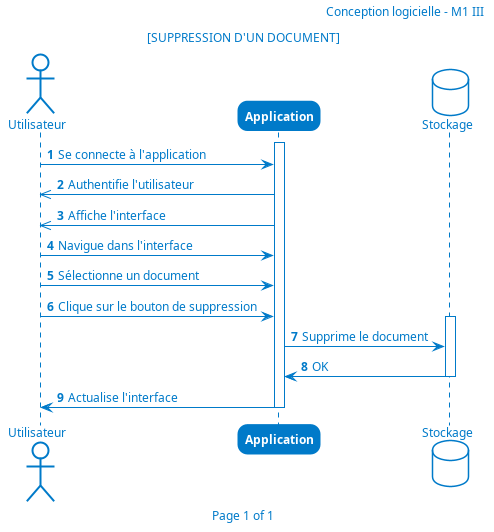 Conception logicielle - M1 III
[SUPPRESSION D'UN DOCUMENT]
Utilisateur
Application
Stockage
1 Se connecte à l'application
2 Authentifie l'utilisateur
3 Affiche l'interface
4 Navigue dans l'interface
5 Sélectionne un document
6 Clique sur le bouton de suppression
7 Supprime le document
8 OK
9 Actualise l'interface
Utilisateur
Application
Stockage
Page 1 of 1